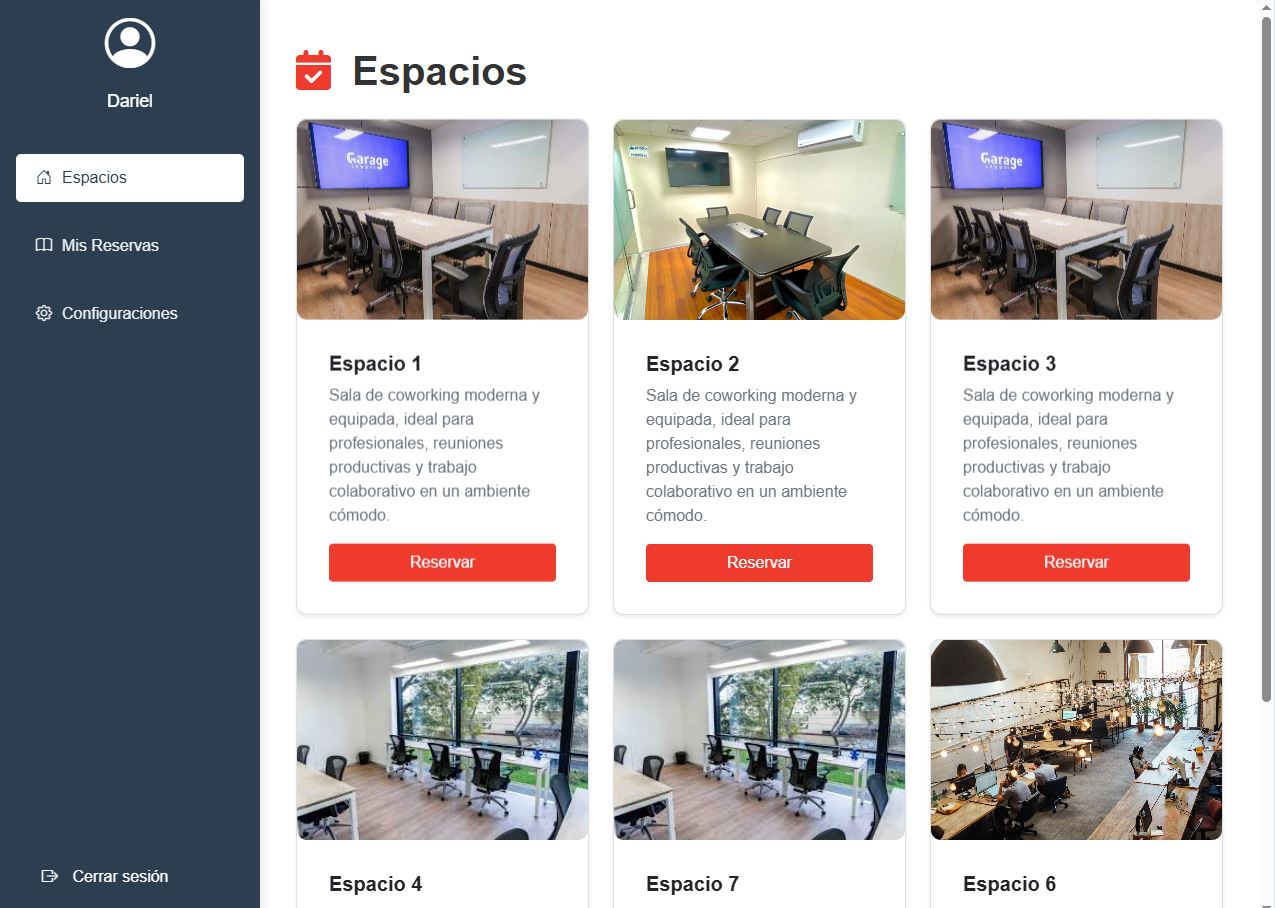 Dariel
Espacios
Mis Reservas
Configuraciones
Cerrar sesión
Espacios
Garage
Espacio 1
Sala de coworking moderna y
equipada, ideal para
profesionales, reuniones
productivas y trabajo
colaborativo en un ambiente
cómodo.
Reservar
Espacio 2
Sala de coworking moderna y
equipada, ideal para
profesionales, reuniones
productivas y trabajo
colaborativo en un ambiente
cómodo.
Reservar
Garage
Espacio 3
Sala de coworking moderna y
equipada, ideal para
profesionales, reuniones
productivas y trabajo
colaborativo en un ambiente
cómodo.
Reservar
Espacio 4
Espacio 7
Espacio 6